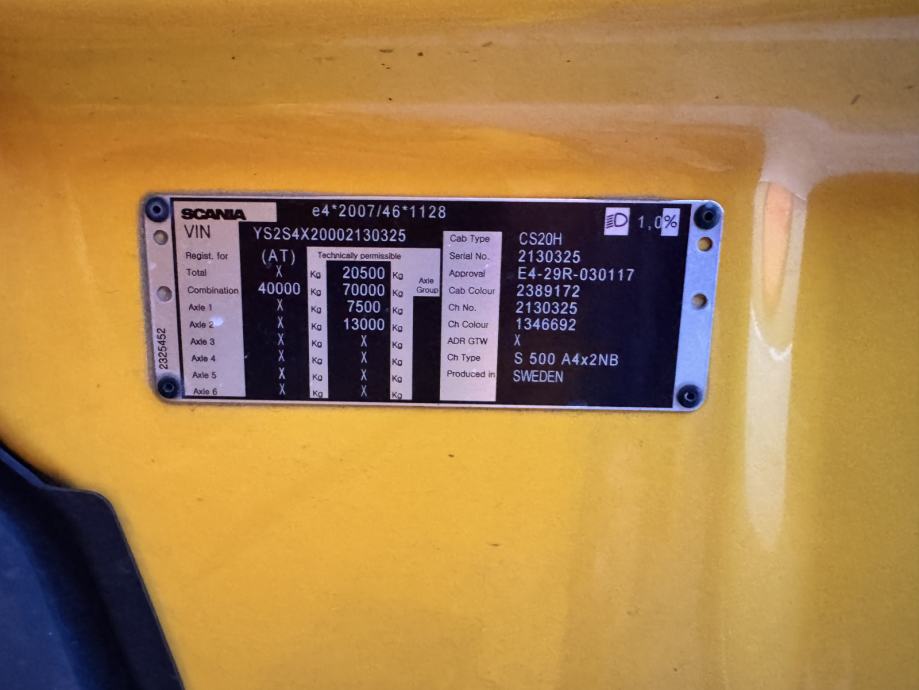 SCANIA e4*2007/46*1128 1,0%
VIN YS2S4X20002130325
Regist. for (AT) Technically permissible
Total X Kg 20500 Kg
Combination 40000 Kg 70000 Kg Axle Group
Axle 1 X Kg 7500 Kg
Axle 2 X Kg 13000 Kg
Axle 3 X Kg X Kg
Axle 4 X Kg X Kg
Axle 5 X Kg X Kg
Axle 6 X Kg X Kg
2325452
Cab Type CS20H
Serial No. 2130325
Approval E4-29R-030117
Cab Colour 2389172
Ch No. 2130325
Ch Colour 1346692
ADR GTW X
Ch Type S 500 A4x2NB
Produced in SWEDEN